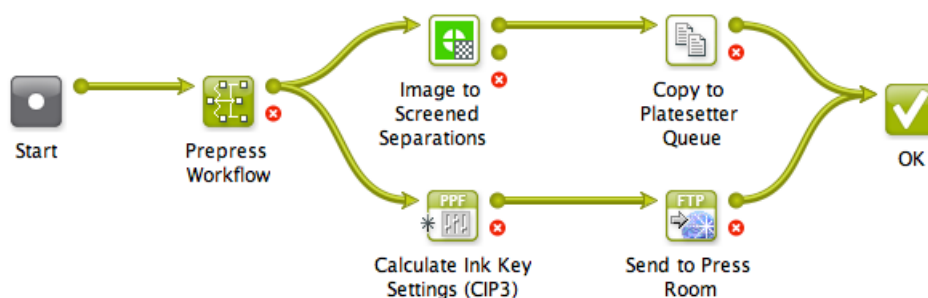 Start
Prepress
Workflow
Image to
Screened
Separations
Copy to
Platesetter
Queue
OK
PPF
Calculate Ink Key
Settings (CIP3)
FTP
Send to Press
Room